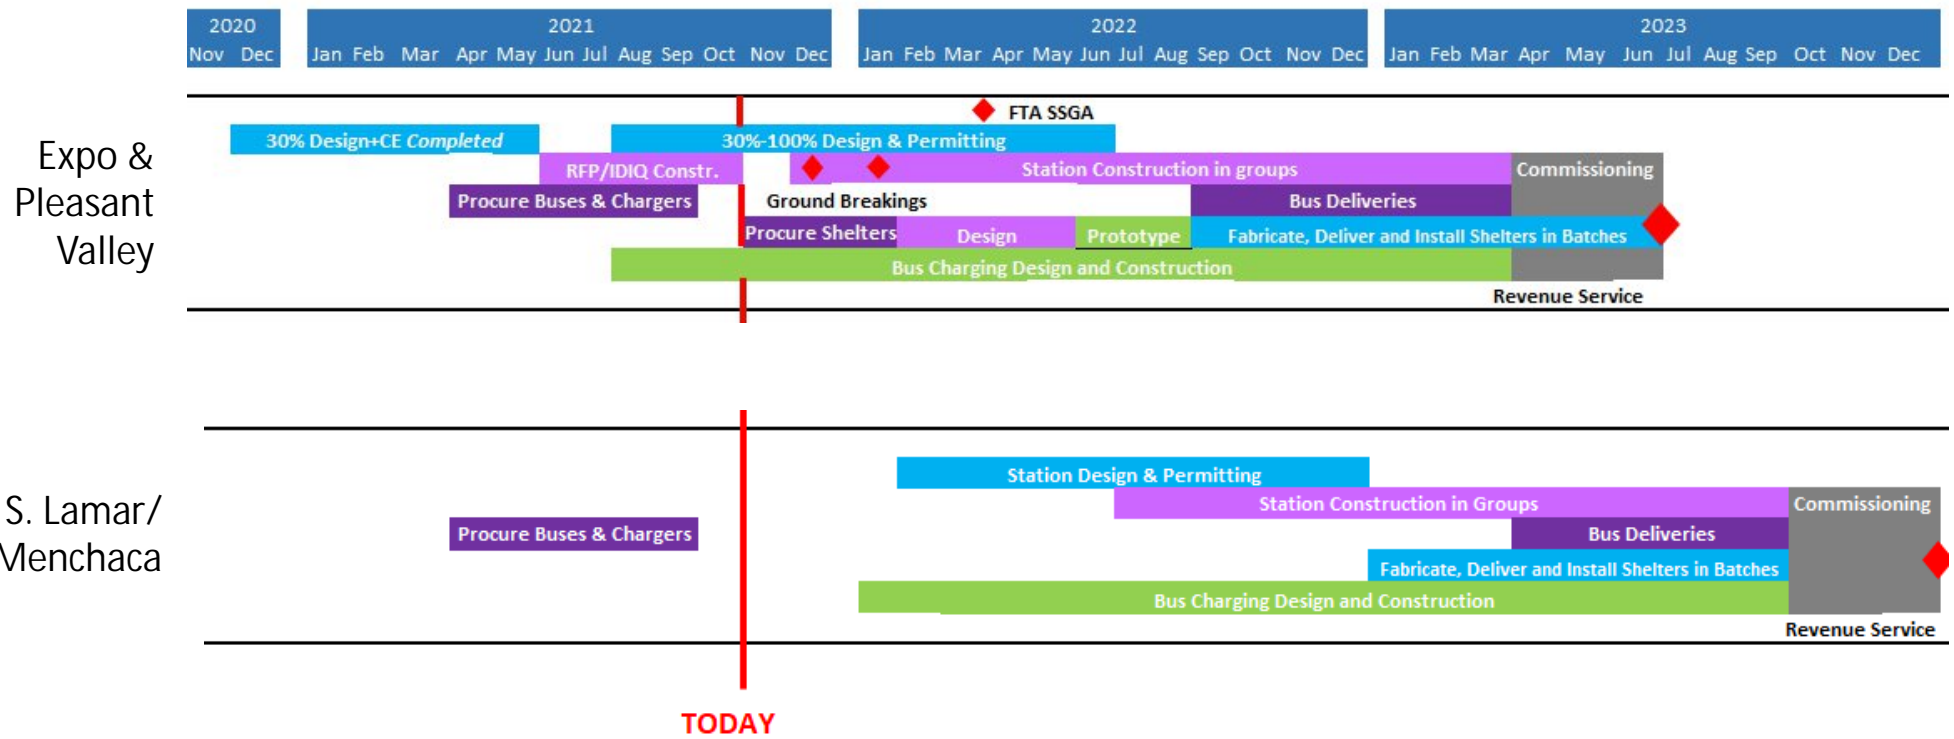 2020
2021
2022
2023
Nov Dec
Jan Feb Mar Apr May Jun Jul Aug Sep Oct Nov Dec
Jan Feb Mar Apr May Jun Jul Aug Sep Oct Nov Dec
Jan Feb Mar Apr May Jun Jul Aug Sep Oct Nov Dec
Expo &
Pleasant
Valley
FTA SSGA
30% Design+CE Completed
30%-100% Design & Permitting
RFP/IDIQ Constr.
Station Construction in groups
Commissioning
Procure Buses & Chargers
Ground Breakings
Bus Deliveries
Procure Shelters
Design
Prototype
Fabricate, Deliver and Install Shelters in Batches
Bus Charging Design and Construction
Revenue Service
S. Lamar/
Menchaca
Station Design & Permitting
Station Construction in Groups
Commissioning
Procure Buses & Chargers
Bus Deliveries
Fabricate, Deliver and Install Shelters in Batches
Bus Charging Design and Construction
Revenue Service
TODAY